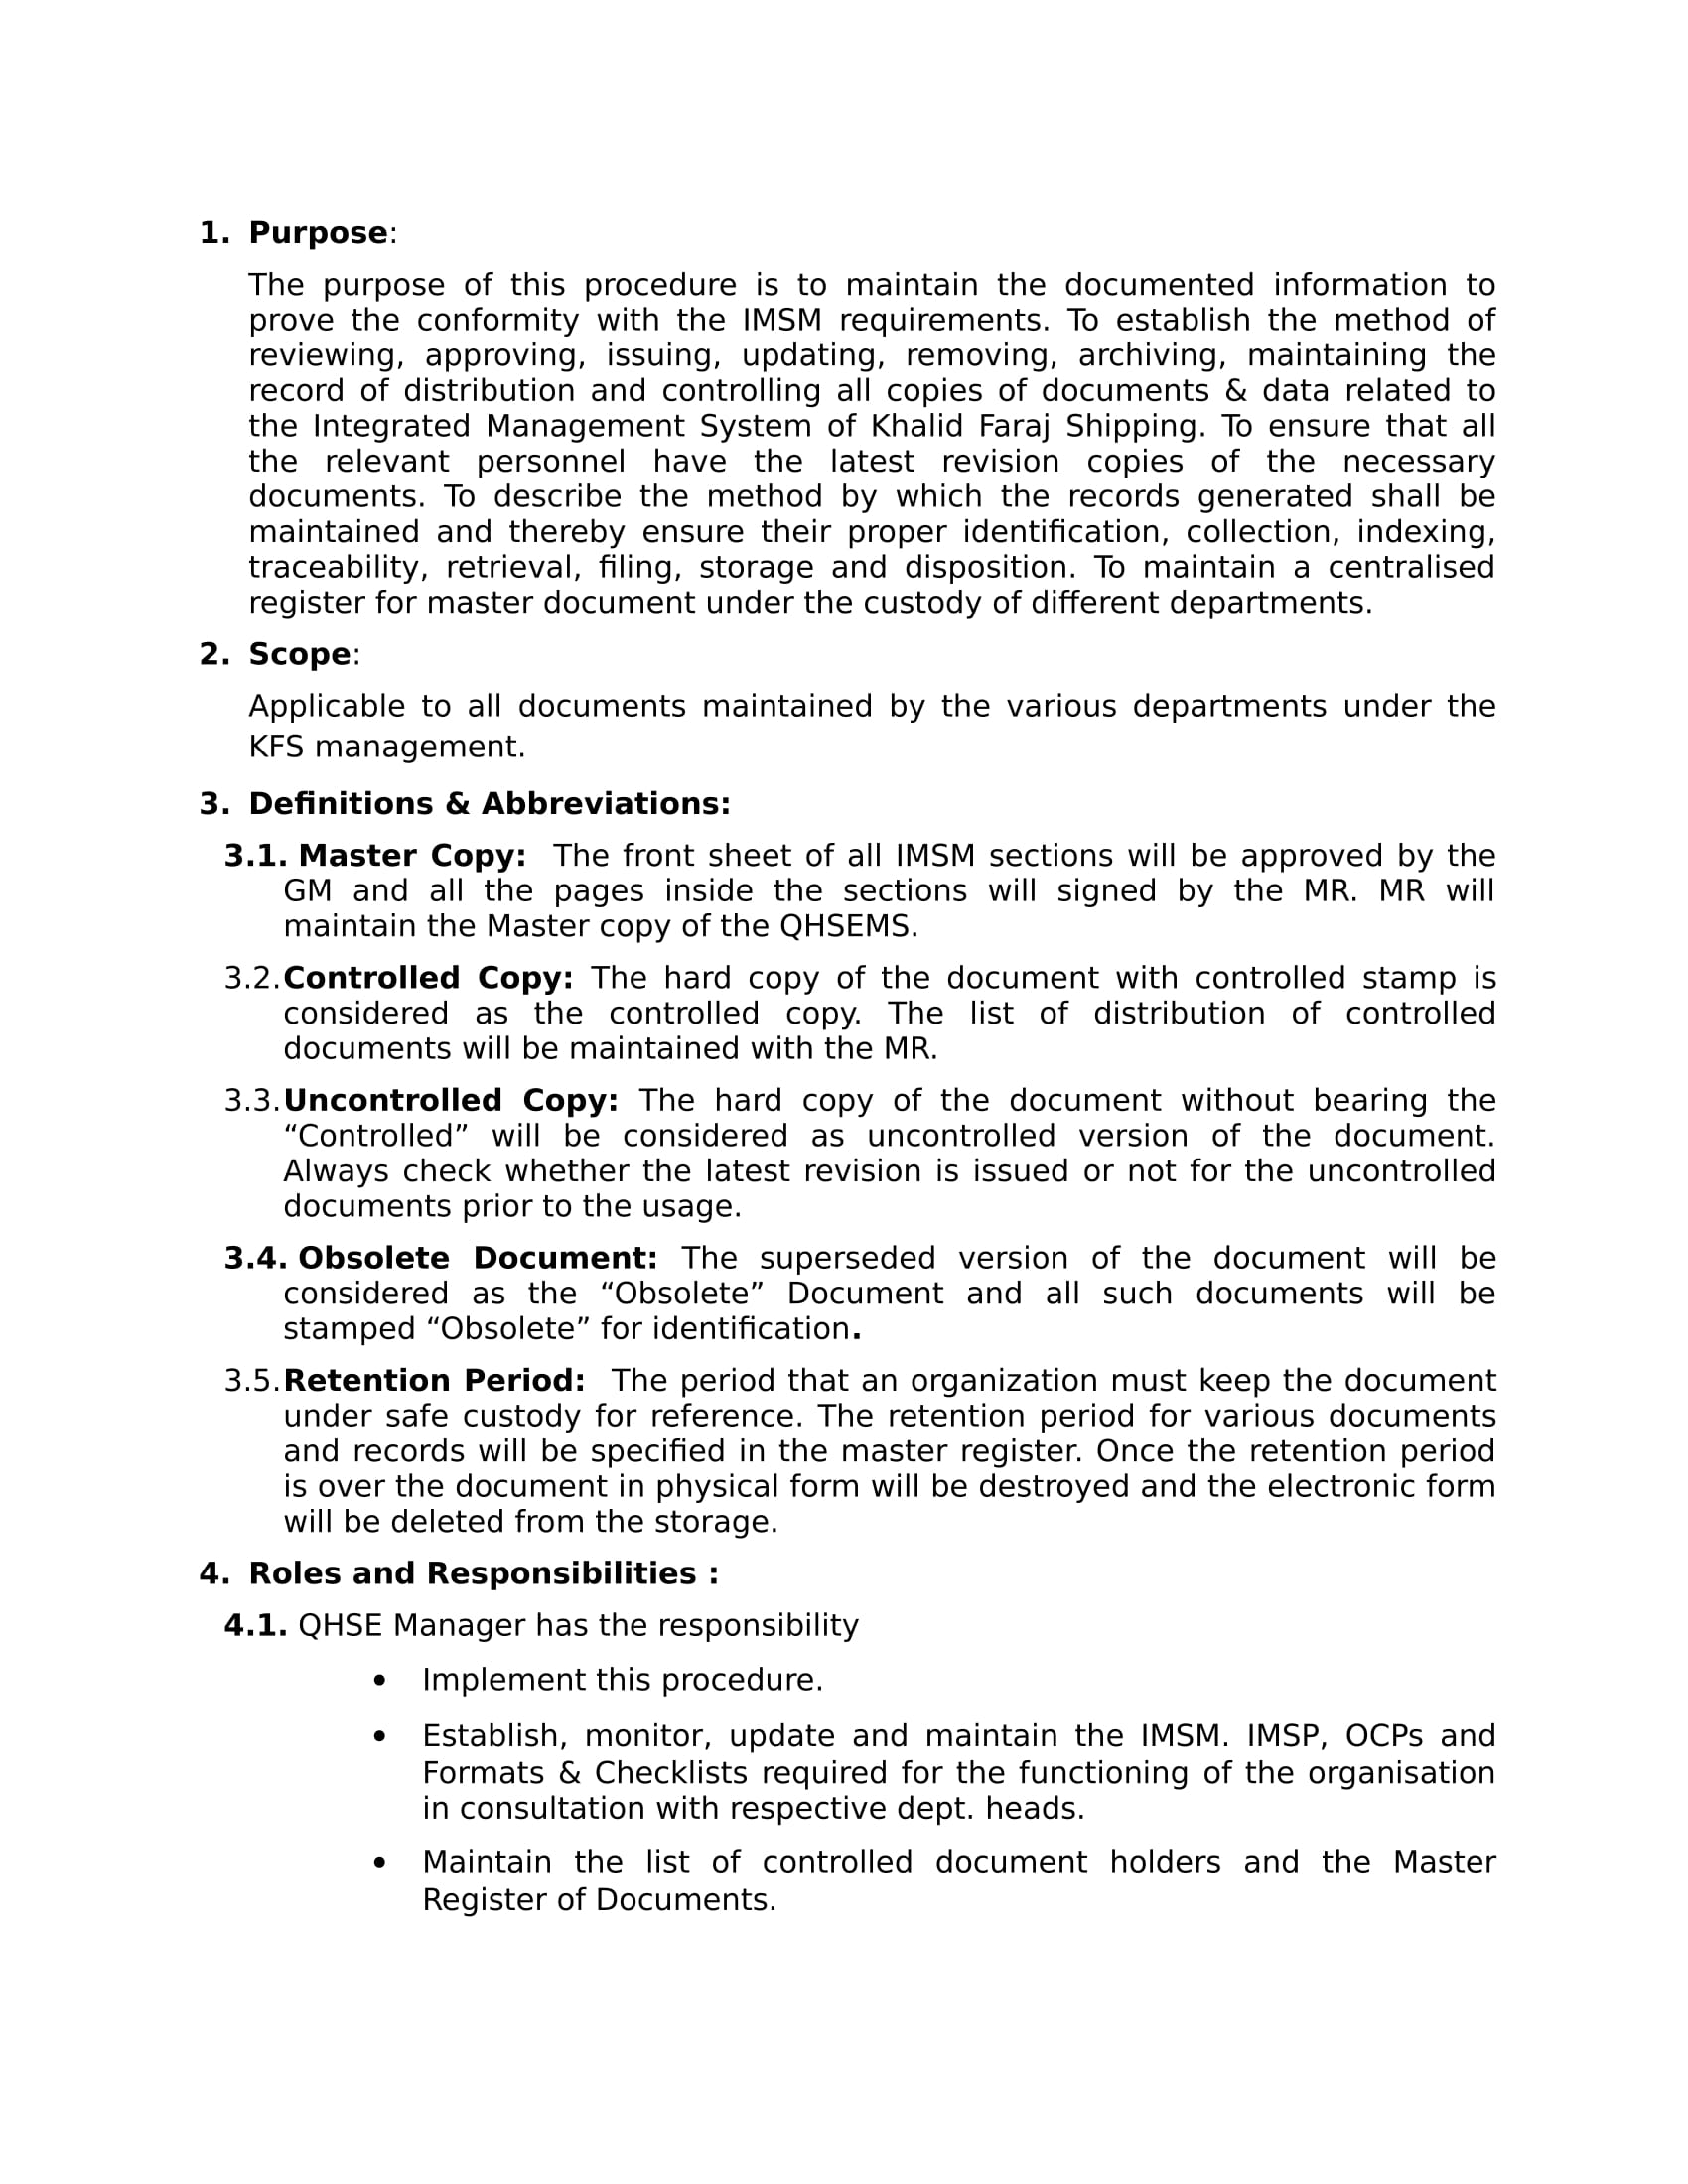 1. Purpose:
The purpose of this procedure is to maintain the documented information to
prove the conformity with the IMSM requirements. To establish the method of
reviewing, approving, issuing, updating, removing, archiving, maintaining the
record of distribution and controlling all copies of documents & data related to
the Integrated Management System of Khalid Faraj Shipping. To ensure that all
the relevant personnel have the latest revision copies of the necessary
documents. To describe the method by which the records generated shall be
maintained and thereby ensure their proper identification, collection, indexing,
traceability, retrieval, filing, storage and disposition. To maintain a centralised
register for master document under the custody of different departments.
2. Scope:
Applicable to all documents maintained by the various departments under the
KFS management.
3. Definitions & Abbreviations:
3.1. Master Copy: The front sheet of all IMSM sections will be approved by the
GM and all the pages inside the sections will signed by the MR. MR will
maintain the Master copy of the QHSEMS.
3.2. Controlled Copy: The hard copy of the document with controlled stamp is
considered as the controlled copy. The list of distribution of controlled
documents will be maintained with the MR.
3.3. Uncontrolled Copy: The hard copy of the document without bearing the
“Controlled” will be considered as uncontrolled version of the document.
Always check whether the latest revision is issued or not for the uncontrolled
documents prior to the usage.
3.4. Obsolete Document: The superseded version of the document will be
considered as the “Obsolete” Document and all such documents will be
stamped “Obsolete” for identification.
3.5. Retention Period: The period that an organization must keep the document
under safe custody for reference. The retention period for various documents
and records will be specified in the master register. Once the retention period
is over the document in physical form will be destroyed and the electronic form
will be deleted from the storage.
4. Roles and Responsibilities :
4.1. QHSE Manager has the responsibility
• Implement this procedure.
• Establish, monitor, update and maintain the IMSM. IMSP, OCPs and
Formats & Checklists required for the functioning of the organisation
in consultation with respective dept. heads.
• Maintain the list of controlled document holders and the Master
Register of Documents.